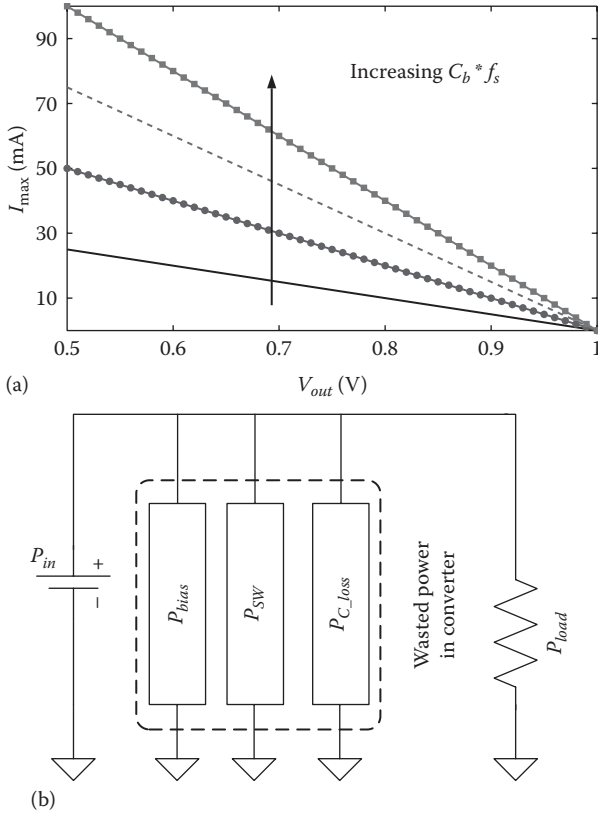 90
70
50
30
10
I_max (mA)
Increasing C_b * f_s
0.5 0.6 0.7 0.8 0.9 1
(a)
V_out (V)
P_in
+
–
P_bias
P_SW
P_C_loss
Wasted power
in converter
P_load
(b)